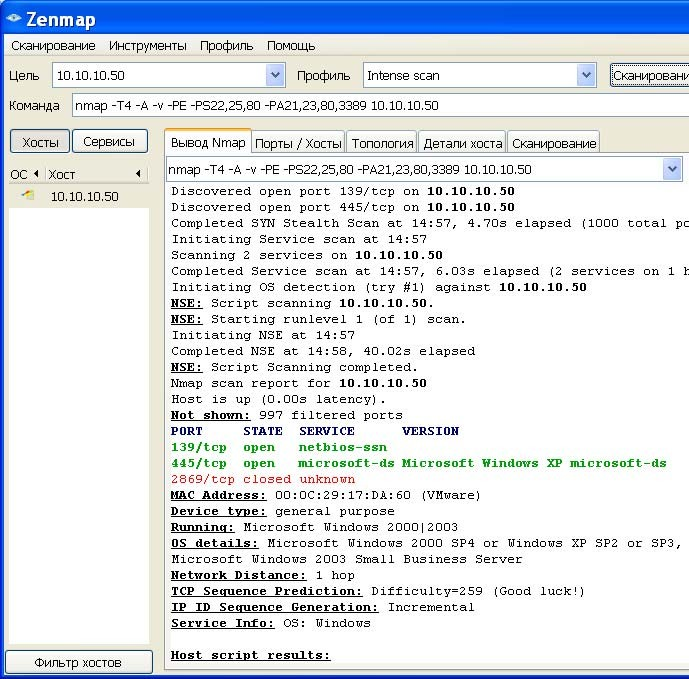 Zenmap
Сканирование Инструменты Профиль Помощь
Цель 10.10.10.50 Профиль Intense scan
Команда nmap -T4 -A -v -PE -PS22,25,80 -PA21,23,80,3389 10.10.10.50
Хосты Сервисы Вывод Nmap Порты / Хосты Топология Детали хоста Сканирование
ОС Хост
nmap -T4 -A -v -PE -PS22,25,80 -PA21,23,80,3389 10.10.10.50
10.10.10.50
Discovered open port 139/tcp on 10.10.10.50
Discovered open port 445/tcp on 10.10.10.50
Completed SYN Stealth Scan at 14:57, 4.70s elapsed (1000 total
Initiating Service scan at 14:57
Scanning 2 services on 10.10.10.50
Completed Service scan at 14:57, 6.03s elapsed (2 services on 1
Initiating OS detection (try #1) against 10.10.10.50
NSE: Script scanning 10.10.10.50.
NSE: Starting runlevel 1 (of 1) scan.
Initiating NSE at 14:57
Completed NSE at 14:58, 40.02s elapsed
NSE: Script Scanning completed.
Nmap scan report for 10.10.10.50
Host is up (0.00s latency).
Not shown: 997 filtered ports
PORT STATE SERVICE VERSION
139/tcp open netbios-ssn
445/tcp open microsoft-ds Microsoft Windows XP microsoft-ds
2869/tcp closed unknown
MAC Address: 00:0C:29:17:DA:60 (VMware)
Device type: general purpose
Running: Microsoft Windows 2000|2003
OS details: Microsoft Windows 2000 SP4 or Windows XP SP2 or SP3,
Microsoft Windows 2003 Small Business Server
Network Distance: 1 hop
TCP Sequence Prediction: Difficulty=259 (Good luck!)
IP ID Sequence Generation: Incremental
Service Info: OS: Windows
Host script results:
Фильтр хостов